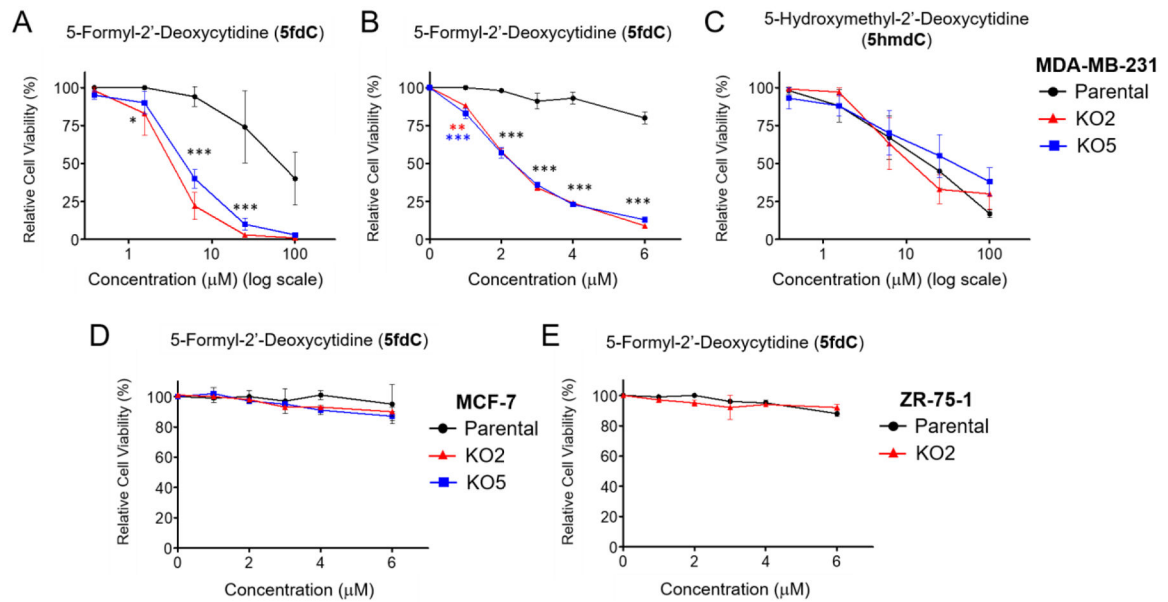 A
5-Formyl-2'-Deoxycytidine (5fdC)
Relative Cell Viability (%)
100
75
50
25
0
*
***
***
1
10
100
Concentration (μM) (log scale)
B
5-Formyl-2'-Deoxycytidine (5fdC)
Relative Cell Viability (%)
100
75
50
25
0
**
***
***
***
***
***
0
2
4
6
Concentration (μM)
C
5-Hydroxymethyl-2'-Deoxycytidine
(5hmdC)
Relative Cell Viability (%)
100
75
50
25
0
1
10
100
Concentration (μM) (log scale)
MDA-MB-231
Parental
KO2
KO5
D
5-Formyl-2'-Deoxycytidine (5fdC)
Relative Cell Viability (%)
100
80
60
40
20
0
0
2
4
6
Concentration (μM)
MCF-7
Parental
KO2
KO5
E
5-Formyl-2'-Deoxycytidine (5fdC)
Relative Cell Viability (%)
100
80
60
40
20
0
0
2
4
6
Concentration (μM)
ZR-75-1
Parental
KO2